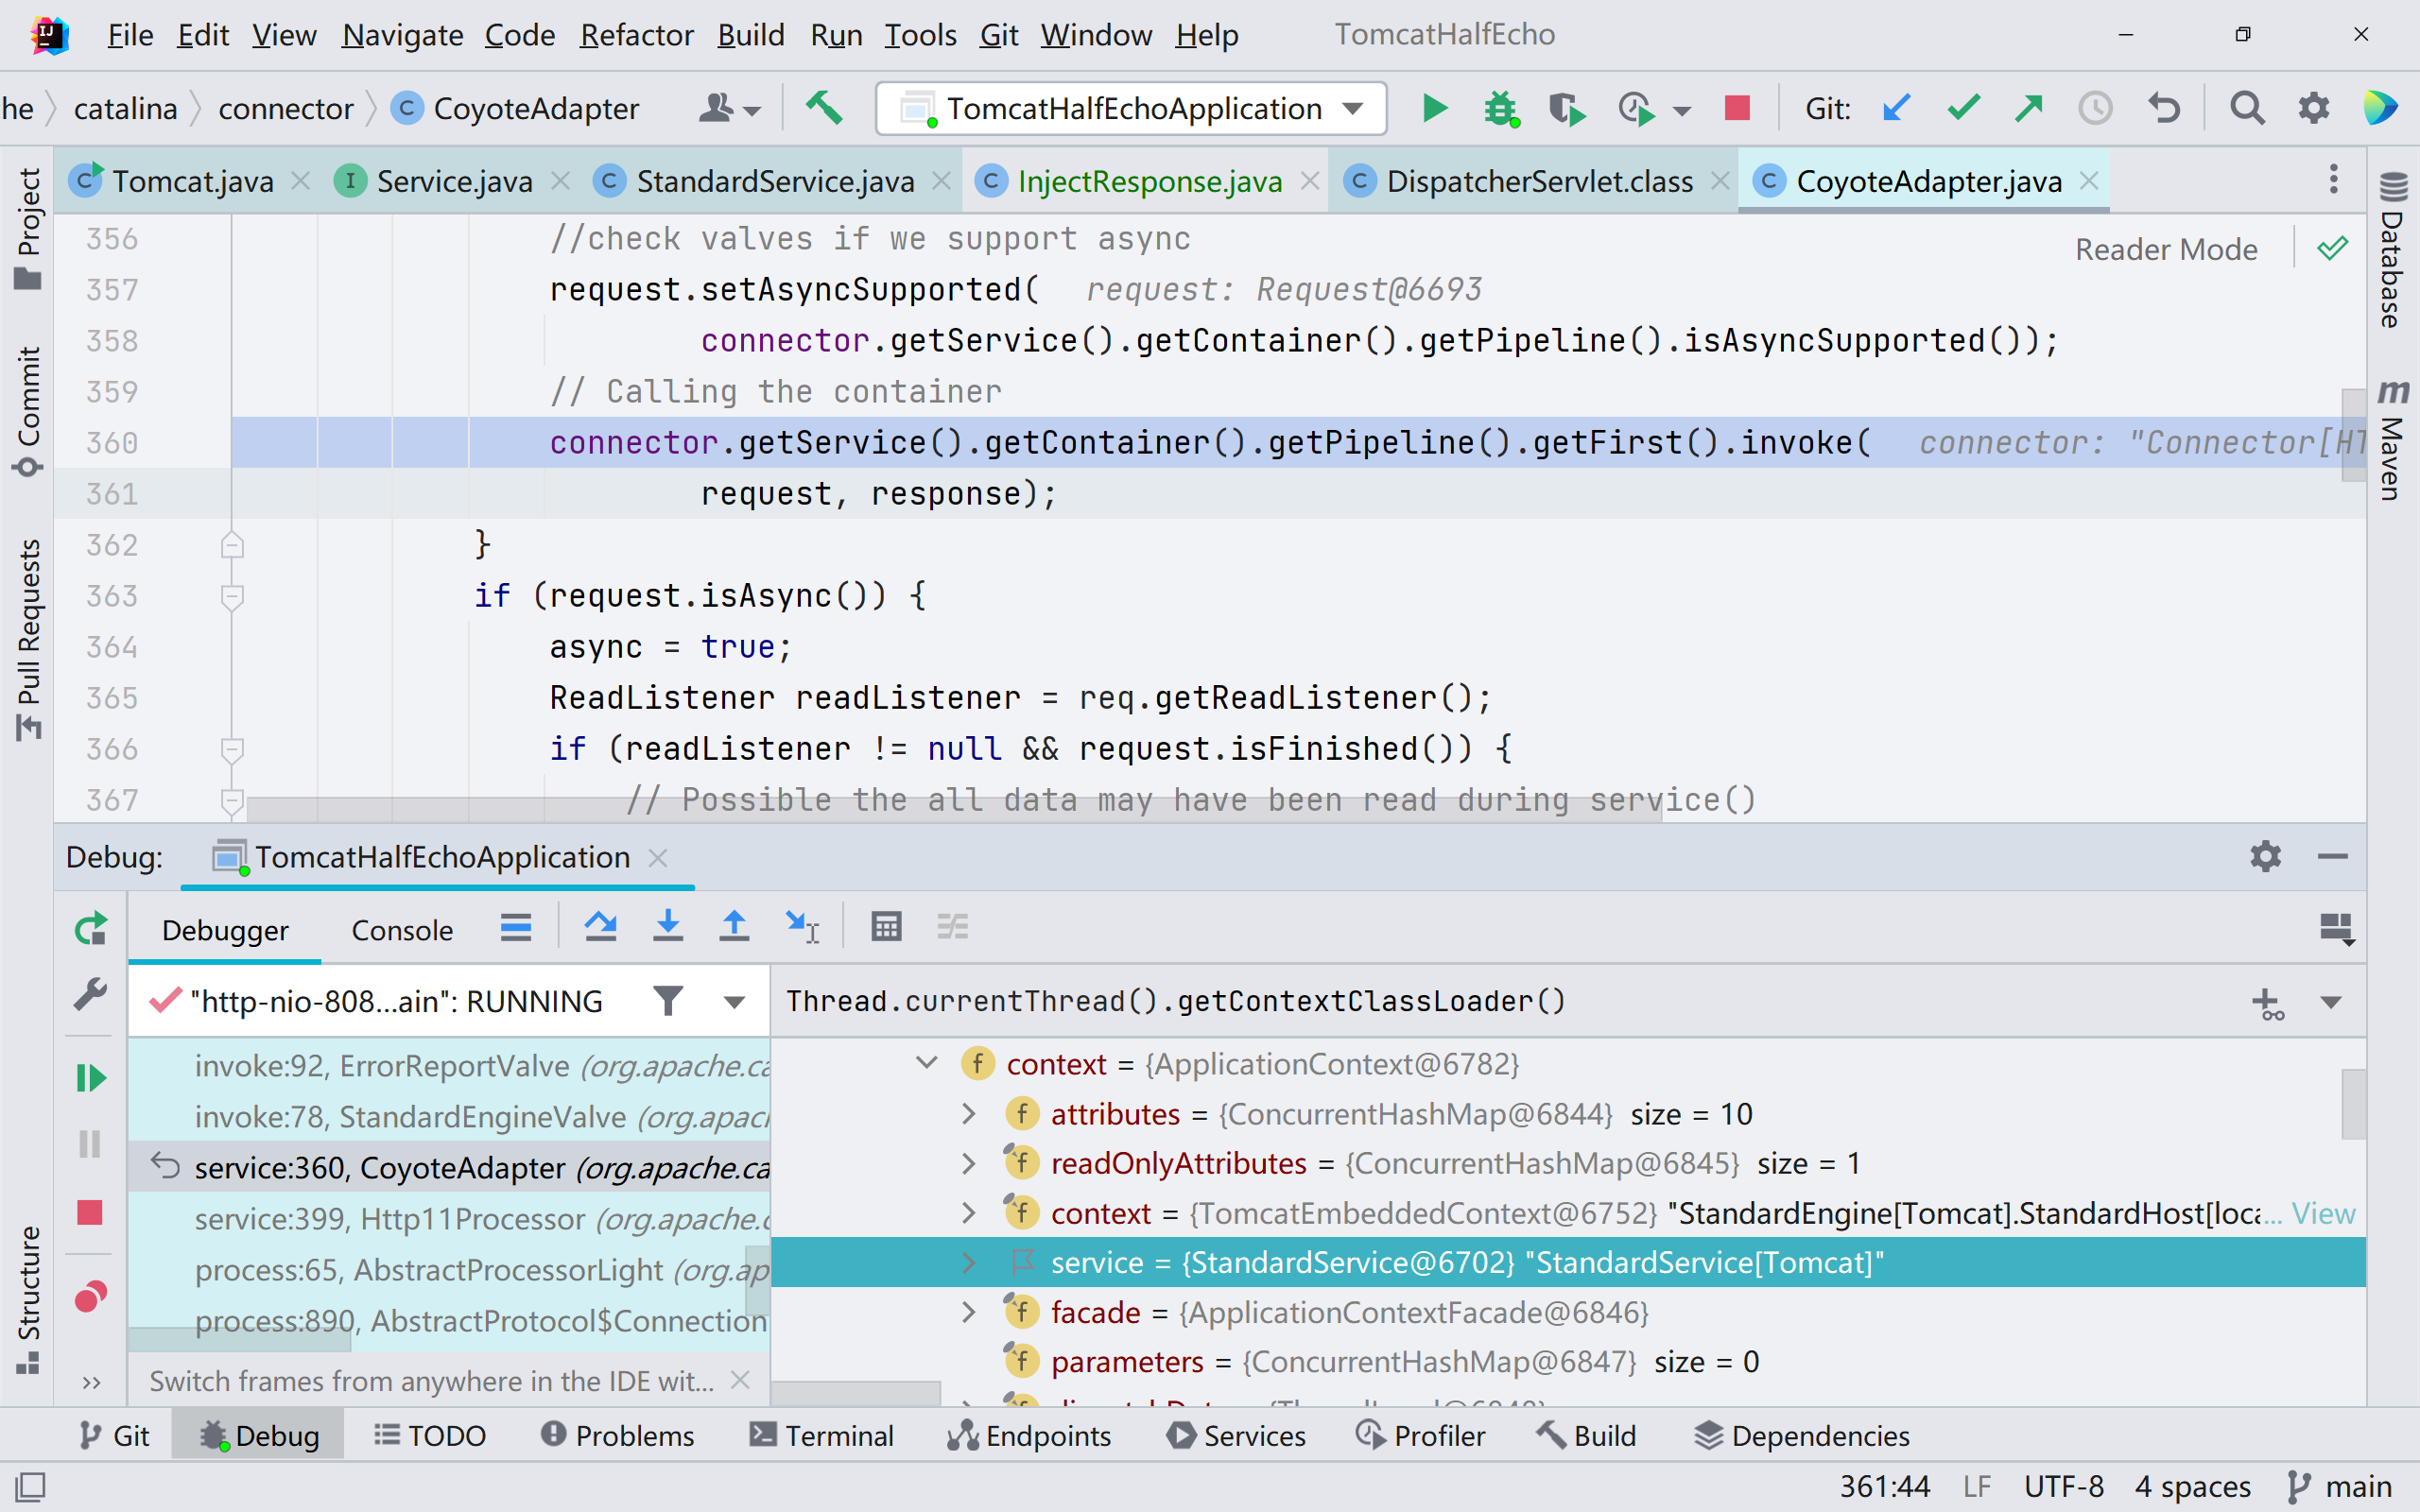 File Edit View Navigate Code Refactor Build Run Tools Git Window Help TomcatHalfEcho
he catalina connector CoyoteAdapter TomcatHalfEchoApplication Git:
Tomcat.java Service.java StandardService.java InjectResponse.java DispatcherServlet.class CoyoteAdapter.java
Project
Commit
Pull Requests
Structure
Database
Maven
Reader Mode
356 //check valves if we support async
357 request.setAsyncSupported( request: Request@6693
358 connector.getService().getContainer().getPipeline().isAsyncSupported());
359 // Calling the container
360 connector.getService().getContainer().getPipeline().getFirst().invoke( connector: "Connector[HT
361 request, response);
362 }
363 if (request.isAsync()) {
364 async = true;
365 ReadListener readListener = req.getReadListener();
366 if (readListener != null && request.isFinished()) {
367 // Possible the all data may have been read during service()
Debug: TomcatHalfEchoApplication
Debugger Console
"http-nio-808...ain": RUNNING
invoke:92, ErrorReportValve (org.apache.ca
invoke:78, StandardEngineValve (org.apac
service:360, CoyoteAdapter (org.apache.ca
service:399, Http11Processor (org.apache.c
process:65, AbstractProcessorLight (org.ap
process:890, AbstractProtocol$Connection
Switch frames from anywhere in the IDE wit...
Thread.currentThread().getContextClassLoader()
context = {ApplicationContext@6782}
attributes = {ConcurrentHashMap@6844} size = 10
readOnlyAttributes = {ConcurrentHashMap@6845} size = 1
context = {TomcatEmbeddedContext@6752} "StandardEngine[Tomcat].StandardHost[loca... View
service = {StandardService@6702} "StandardService[Tomcat]"
facade = {ApplicationContextFacade@6846}
parameters = {ConcurrentHashMap@6847} size = 0
Git Debug TODO Problems Terminal Endpoints Services Profiler Build Dependencies
361:44 LF UTF-8 4 spaces main